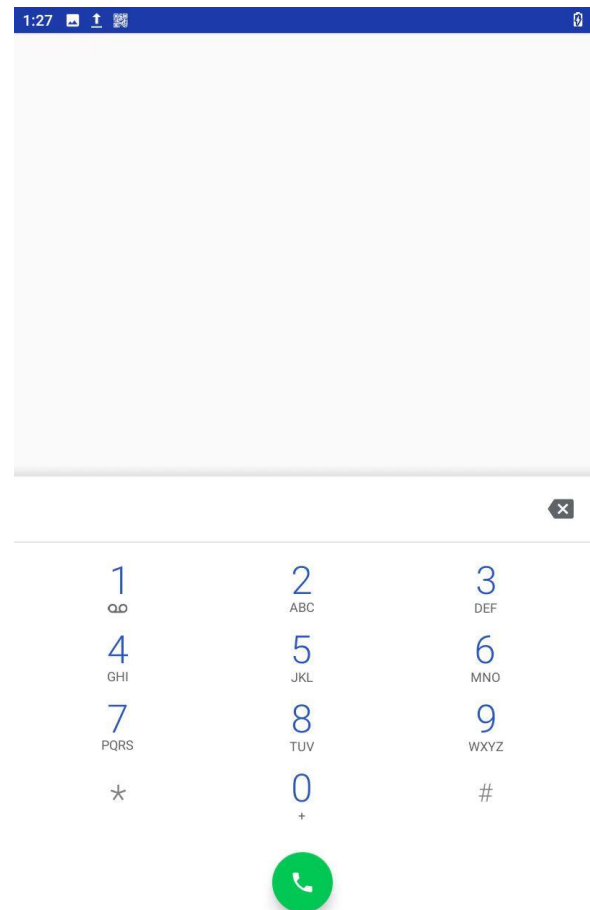 1:27
1 2 3
ABC DEF
4 5 6
GHI JKL MNO
7 8 9
PQRS TUV WXYZ
* 0 #
+